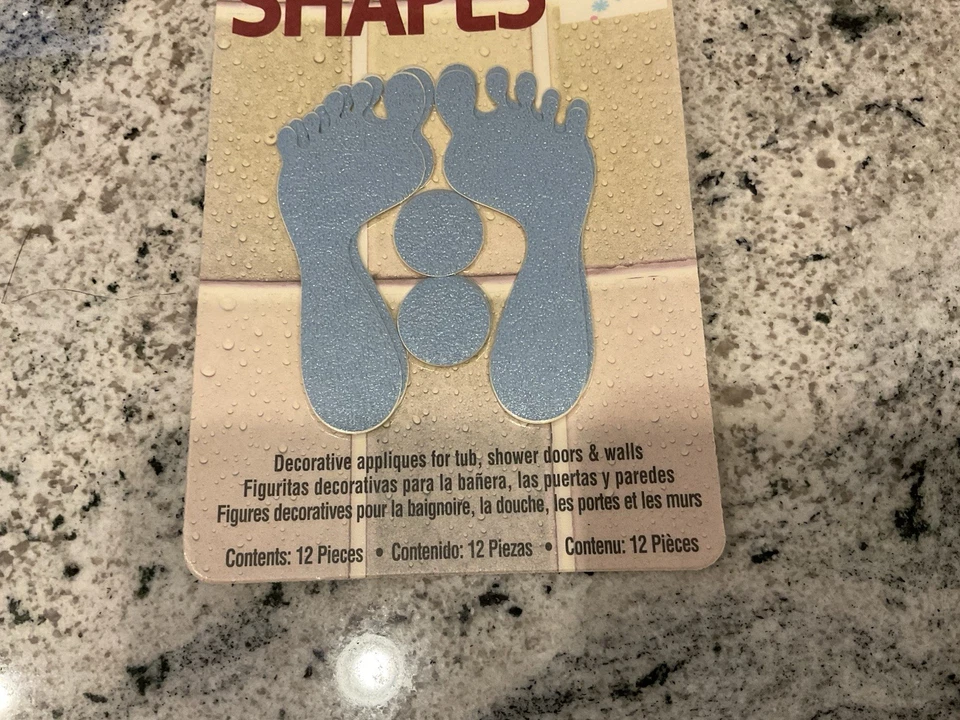 SHAPES
Decorative appliques for tub, shower doors & walls
Figuritas decorativas para la bañera, las puertas y paredes
Figures decoratives pour la baignoire, la douche, les portes et les murs
Contents: 12 Pieces • Contenido: 12 Piezas • Contenu: 12 Pièces